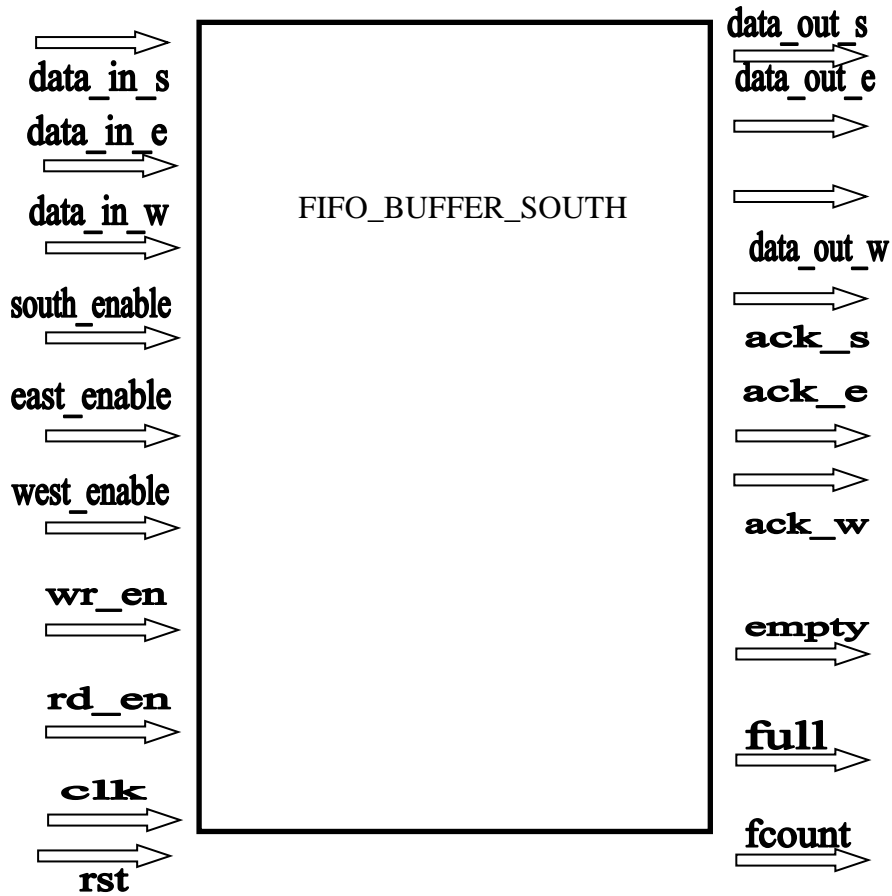 data_in_s
data_in_e
data_in_w
south_enable
east_enable
west_enable
wr_en
rd_en
clk
rst
FIFO_BUFFER_SOUTH
data_out_s
data_out_e
data_out_w
ack_s
ack_e
ack_w
empty
full
fcount